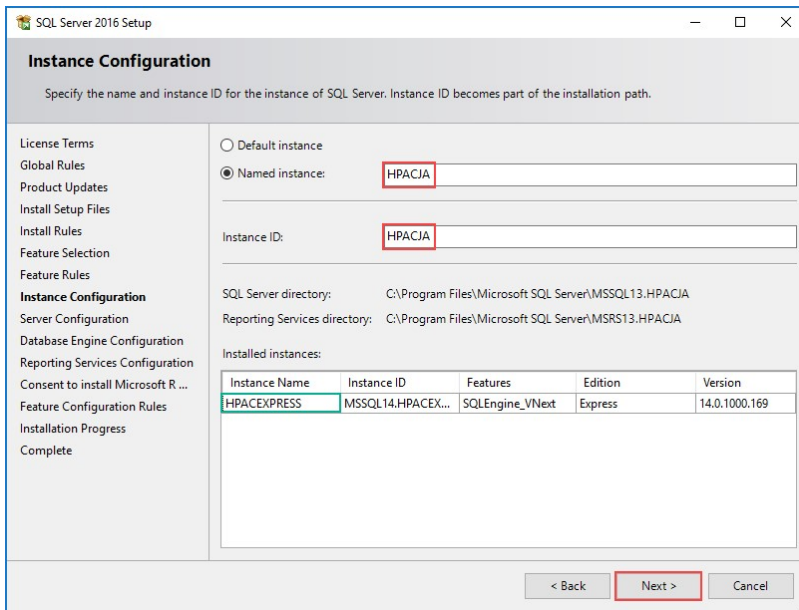 SQL Server 2016 Setup
Instance Configuration
Specify the name and instance ID for the instance of SQL Server. Instance ID becomes part of the installation path.
License Terms
Global Rules
Product Updates
Install Setup Files
Install Rules
Feature Selection
Feature Rules
Instance Configuration
Server Configuration
Database Engine Configuration
Reporting Services Configuration
Consent to install Microsoft R ...
Feature Configuration Rules
Installation Progress
Complete
Default instance
Named instance: HPACJA
Instance ID: HPACJA
SQL Server directory: C:\Program Files\Microsoft SQL Server\MSSQL13.HPACJA
Reporting Services directory: C:\Program Files\Microsoft SQL Server\MSRS13.HPACJA
Installed instances:
Instance Name Instance ID Features Edition Version
HPACEXPRESS MSSQL14.HPACEX... SQLEngine_VNext Express 14.0.1000.169
< Back Next > Cancel